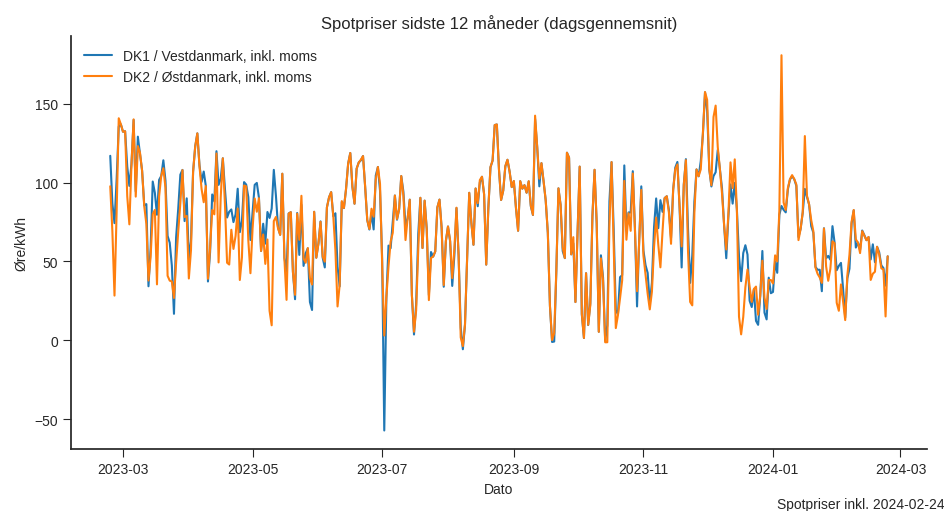 Spotpriser sidste 12 måneder (dagsgennemsnit)
DK1 / Vestdanmark, inkl. moms
DK2 / Østdanmark, inkl. moms
150
100
50
0
−50
Øre/kWh
2023-03 2023-05 2023-07 2023-09 2023-11 2024-01 2024-03
Dato
Spotpriser inkl. 2024-02-24